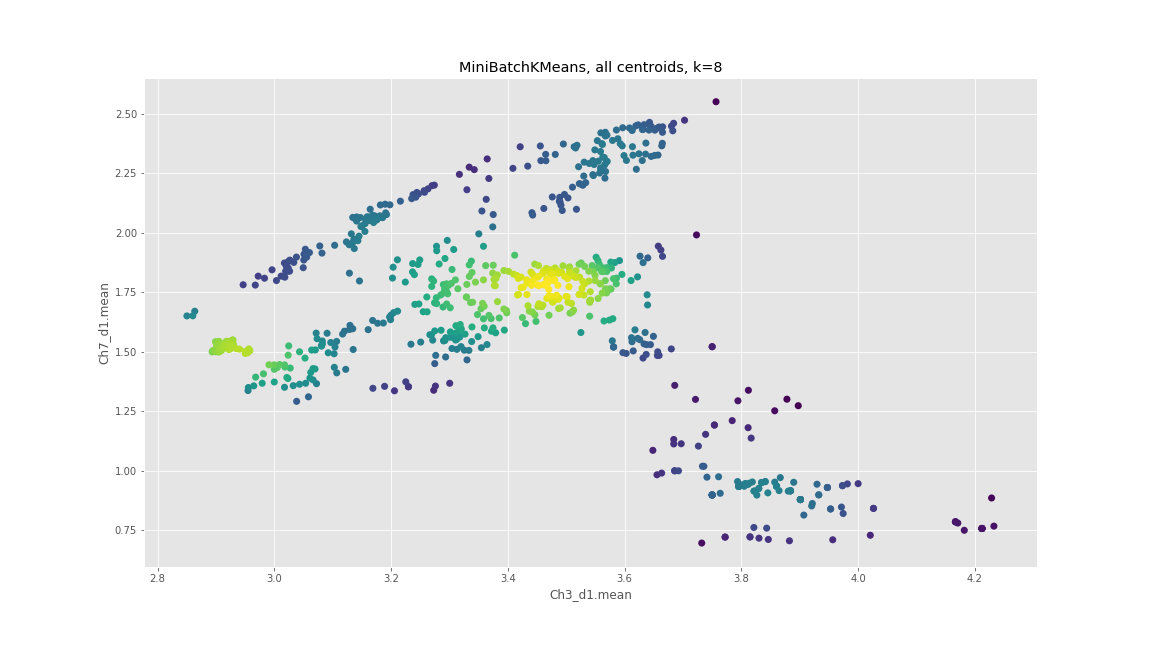 MiniBatchKMeans, all centroids, k=8
2.50
2.25
2.00
1.75
1.50
1.25
1.00
0.75
Ch7_d1.mean
2.8 3.0 3.2 3.4 3.6 3.8 4.0 4.2
Ch3_d1.mean